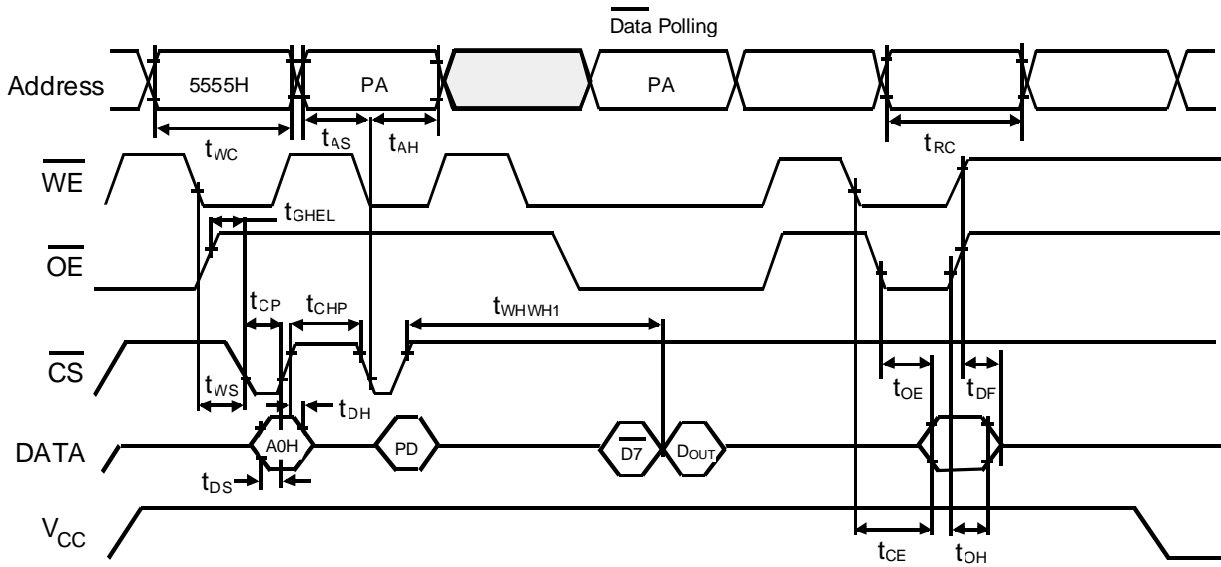 Data Polling
Address 5555H PA PA
tWC tAS tAH tRC
WE
tGHEL
OE
tCP tCHP tWHWH1
CS
tWS tDH tOE tDF
DATA A0H PD D7 DOUT
tDS
VCC
tCE tOH